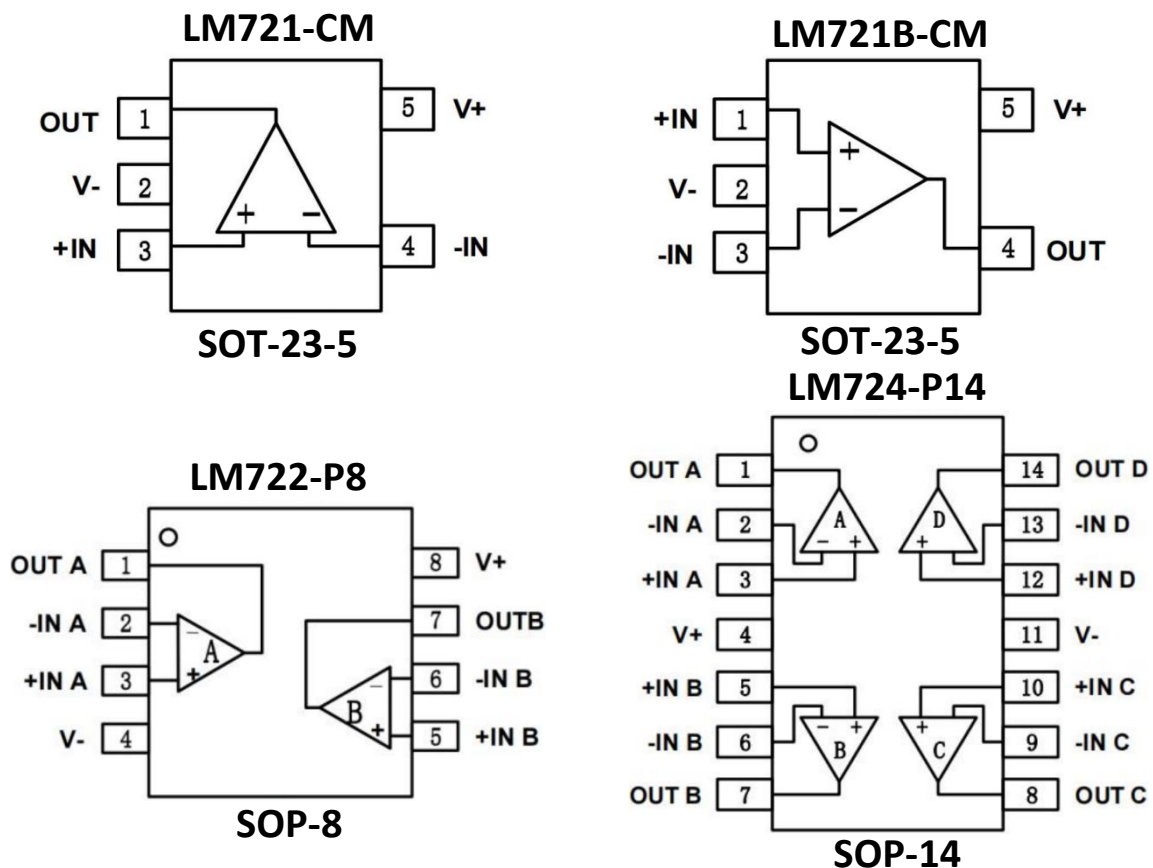 LM721-CM
OUT 1
V- 2
+IN 3
5 V+
4 -IN
+ −
SOT-23-5
LM721B-CM
+IN 1
V- 2
-IN 3
5 V+
4 OUT
+
−
SOT-23-5
LM722-P8
OUT A 1
-IN A 2
+IN A 3
V- 4
8 V+
7 OUTB
6 -IN B
5 +IN B
−
A
+
−
B
+
SOP-8
LM724-P14
OUT A 1
-IN A 2
+IN A 3
V+ 4
+IN B 5
-IN B 6
OUT B 7
14 OUT D
13 -IN D
12 +IN D
11 V-
10 +IN C
9 -IN C
8 OUT C
A
− +
D
+ −
− +
B
+ −
C
SOP-14